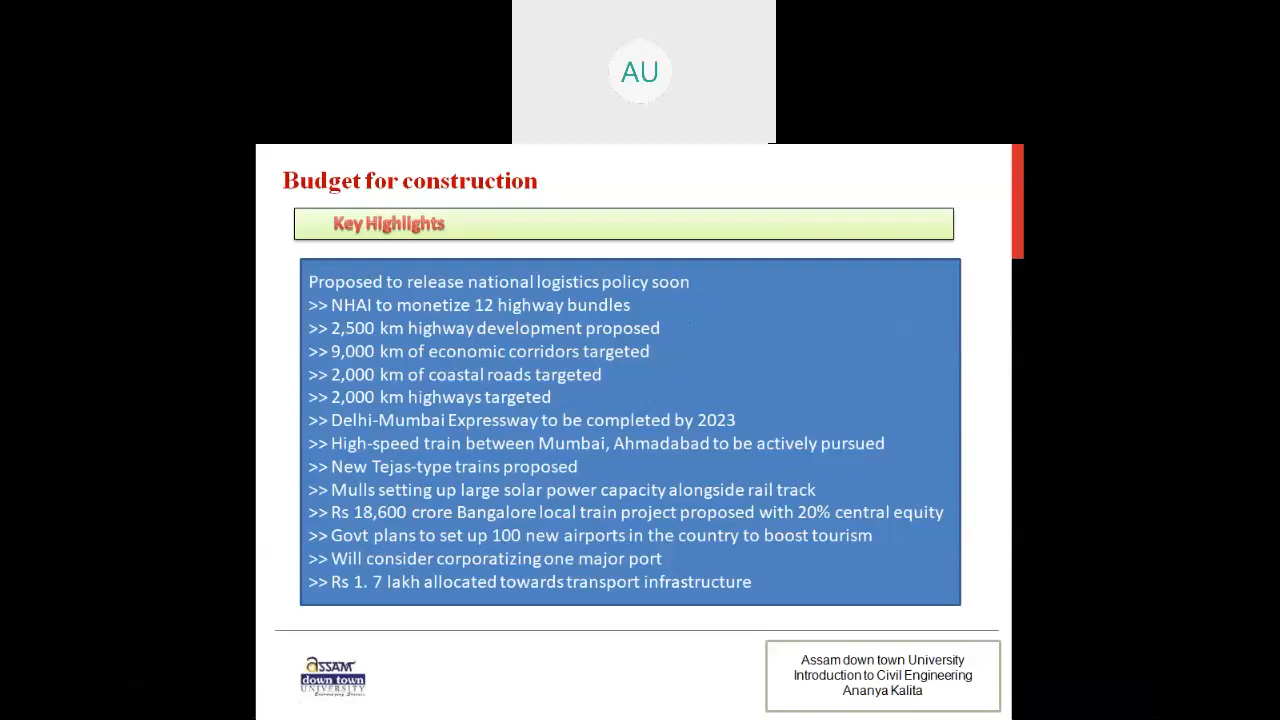 AU
Budget for construction
Key Highlights
Proposed to release national logistics policy soon
>> NHAI to monetize 12 highway bundles
>> 2,500 km highway development proposed
>> 9,000 km of economic corridors targeted
>> 2,000 km of coastal roads targeted
>> 2,000 km highways targeted
>> Delhi-Mumbai Expressway to be completed by 2023
>> High-speed train between Mumbai, Ahmadabad to be actively pursued
>> New Tejas-type trains proposed
>> Mulls setting up large solar power capacity alongside rail track
>> Rs 18,600 crore Bangalore local train project proposed with 20% central equity
>> Govt plans to set up 100 new airports in the country to boost tourism
>> Will consider corporatizing one major port
>> Rs 1. 7 lakh allocated towards transport infrastructure
assam
down town
UNIVERSITY
Assam down town University
Introduction to Civil Engineering
Ananya Kalita